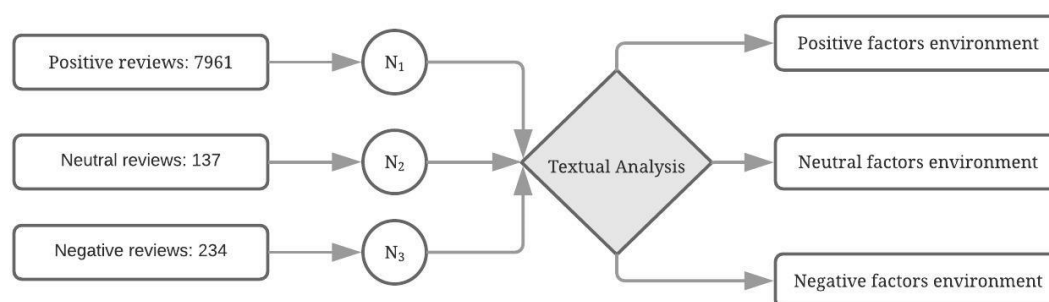 Positive reviews: 7961
N₁
Neutral reviews: 137
N₂
Negative reviews: 234
N₃
Textual Analysis
Positive factors environment
Neutral factors environment
Negative factors environment